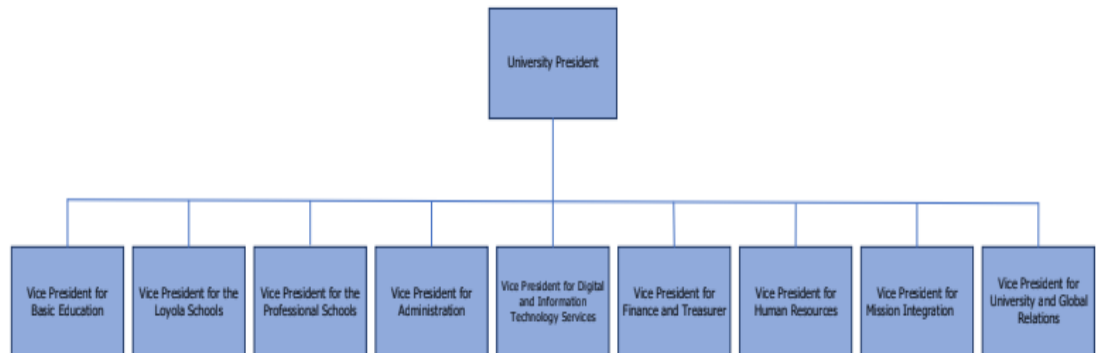 University President
Vice President for
Basic Education
Vice President for the
Loyola Schools
Vice President for the
Professional Schools
Vice President for
Administration
Vice President for Digital
and Information
Technology Services
Vice President for
Finance and Treasurer
Vice President for
Human Resources
Vice President for
Mission Integration
Vice President for
University and Global
Relations